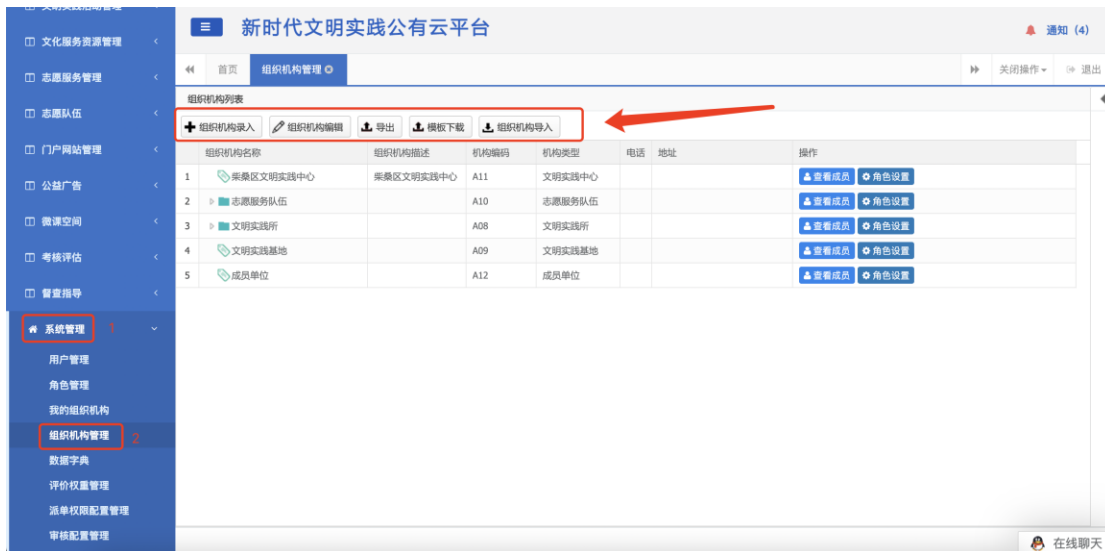 新时代文明实践公有云平台
通知 (4)
文化服务资源管理
志愿服务管理
志愿队伍
门户网站管理
公益广告
微课空间
考核评估
督查指导
系统管理 1
用户管理
角色管理
我的组织机构
组织机构管理 2
数据字典
评价权重管理
派单权限配置管理
审核配置管理
首页 组织机构管理 关闭操作 退出
组织机构列表
组织机构录入 组织机构编辑 导出 模板下载 组织机构导入
组织机构名称 组织机构描述 机构编码 机构类型 电话 地址 操作
1 柴桑区文明实践中心 柴桑区文明实践中心 A11 文明实践中心 查看成员 角色设置
2 志愿服务队伍 A10 志愿服务队伍 查看成员 角色设置
3 文明实践所 A08 文明实践所 查看成员 角色设置
4 文明实践基地 A09 文明实践基地 查看成员 角色设置
5 成员单位 A12 成员单位 查看成员 角色设置
在线聊天